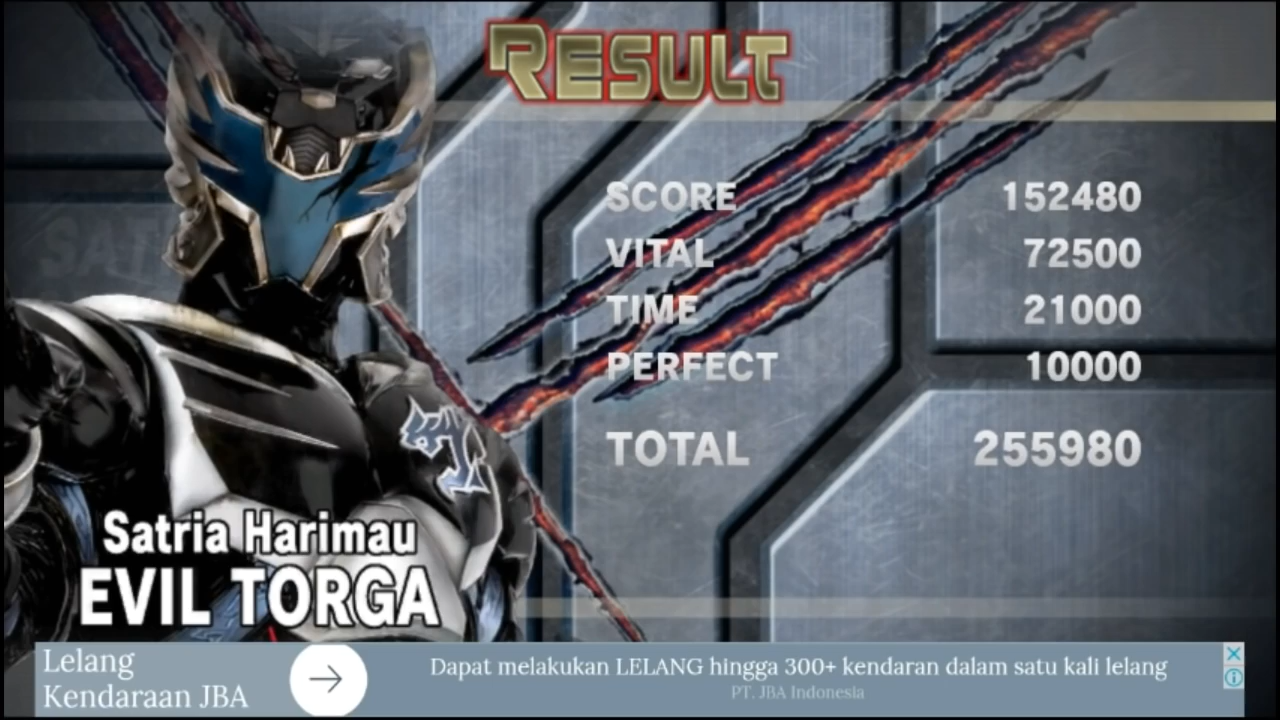 RESULT
SCORE 152480
VITAL 72500
TIME 21000
PERFECT 10000
TOTAL 255980
Satria Harimau
EVIL TORGA
Lelang
Kendaraan JBA
Dapat melakukan LELANG hingga 300+ kendaran dalam satu kali lelang
PT. JBA Indonesia